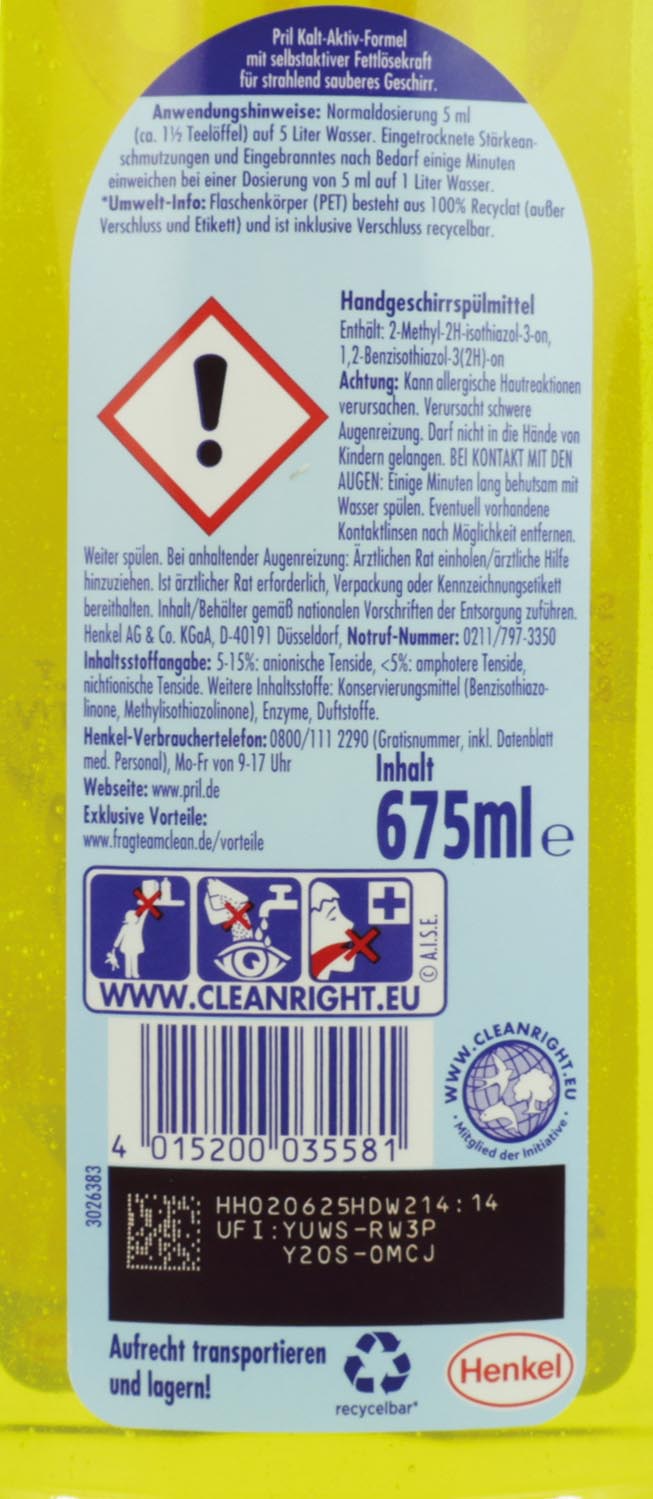 Pril Kalt-Aktiv-Formel
mit selbstaktiver Fettlösekraft
für strahlend sauberes Geschirr.
Anwendungshinweise: Normaldosierung 5 ml
(ca. 1½ Teelöffel) auf 5 Liter Wasser. Eingetrocknete Stärkean-
schmutzungen und Eingebranntes nach Bedarf einige Minuten
einweichen bei einer Dosierung von 5 ml auf 1 Liter Wasser.
*Umwelt-Info: Flaschenkörper (PET) besteht aus 100% Recyclat (außer
Verschluss und Etikett) und ist inklusive Verschluss recycelbar.
Handgeschirrspülmittel
Enthält: 2-Methyl-2H-isothiazol-3-on,
1,2-Benzisothiazol-3(2H)-on
Achtung: Kann allergische Hautreaktionen
verursachen. Verursacht schwere
Augenreizung. Darf nicht in die Hände von
Kindern gelangen. BEI KONTAKT MIT DEN
AUGEN: Einige Minuten lang behutsam mit
Wasser spülen. Eventuell vorhandene
Kontaktlinsen nach Möglichkeit entfernen.
Weiter spülen. Bei anhaltender Augenreizung: Ärztlichen Rat einholen/ärztliche Hilfe
hinzuziehen. Ist ärztlicher Rat erforderlich, Verpackung oder Kennzeichnungsetikett
bereithalten. Inhalt/Behälter gemäß nationalen Vorschriften der Entsorgung zuführen.
Henkel AG & Co. KGaA, D-40191 Düsseldorf, Notruf-Nummer: 0211/797-3350
Inhaltsstoffangabe: 5-15%: anionische Tenside, <5%: amphotere Tenside,
nichtionische Tenside. Weitere Inhaltsstoffe: Konservierungsmittel (Benzisothiazo-
linone, Methylisothiazolinone), Enzyme, Duftstoffe.
Henkel-Verbrauchertelefon: 0800/111 2290 (Gratisnummer, inkl. Datenblatt
med. Personal), Mo-Fr von 9-17 Uhr
Webseite: www.pril.de
Exklusive Vorteile:
www.fragteamclean.de/vorteile
Inhalt
675ml e
© A.I.S.E.
WWW.CLEANRIGHT.EU
WWW.CLEANRIGHT.EU
• Mitglied der Initiative •
4 015200 035581
3026383
HH020625HDW214:14
UFI:YUWS-RW3P
Y20S-0MCJ
Aufrecht transportieren
und lagern!
recycelbar*
Henkel